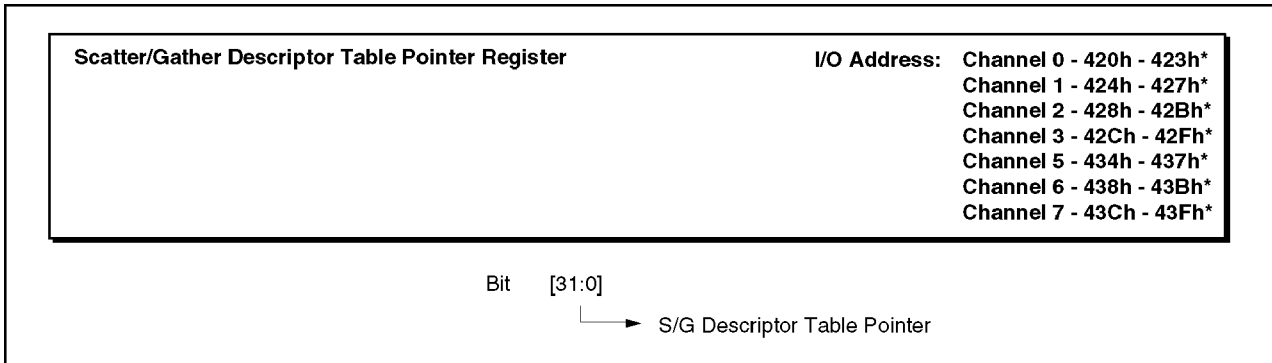 Scatter/Gather Descriptor Table Pointer Register
I/O Address: Channel 0 - 420h - 423h*
Channel 1 - 424h - 427h*
Channel 2 - 428h - 42Bh*
Channel 3 - 42Ch - 42Fh*
Channel 5 - 434h - 437h*
Channel 6 - 438h - 43Bh*
Channel 7 - 43Ch - 43Fh*
Bit [31:0]
S/G Descriptor Table Pointer